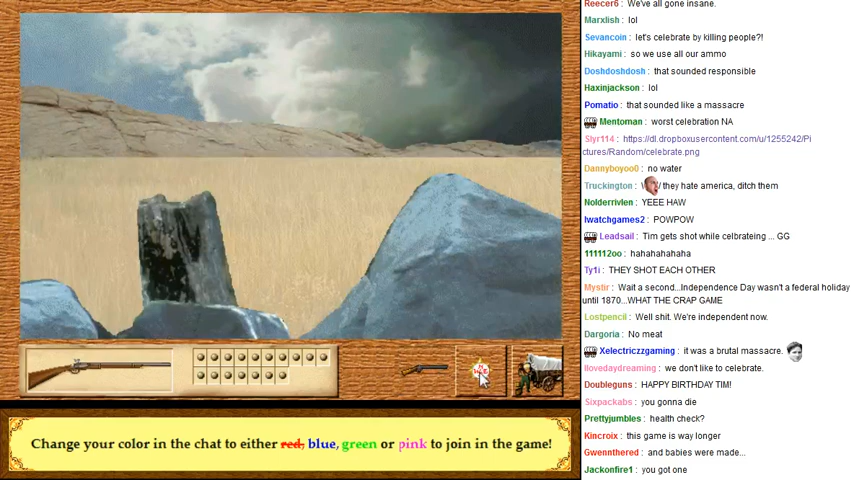 Change your color in the chat to either red, blue, green or pink to join in the game!
Reecer6 : We've all gone insane.
Marxlish : lol
Sevancoin : let's celebrate by killing people?!
Hikayami : so we use all our ammo
Doshdoshdosh : that sounded responsible
Haxinjackson : lol
Pomatio : that sounded like a massacre
Mentoman : worst celebration NA
Slyr114 : https://dl.dropboxusercontent.com/u/1255242/Pi
ctures/Random/celebrate.png
Dannyboyoo0 : no water
Truckington : \ / they hate america, ditch them
Nolderrivlen : YEEE HAW
Iwatchgames2 : POWPOW
Leadsail : Tim gets shot while celbrateing ... GG
111112oo : hahahahahaha
Ty1i : THEY SHOT EACH OTHER
Mystir : Wait a second...Independence Day wasn't a federal holiday
until 1870...WHAT THE CRAP GAME
Lostpencil : Well shit. We're independent now.
Dargoria : No meat
Xelectriczzgaming : it was a brutal massacre.
Ilovedaydreaming : we don't like to celebrate.
Doubleguns : HAPPY BIRTHDAY TIM!
Sixpackabs : you gonna die
Prettyjumbles : health check?
Kincroix : this game is way longer
Gwennthered : and babies were made...
Jackonfire1 : you got one